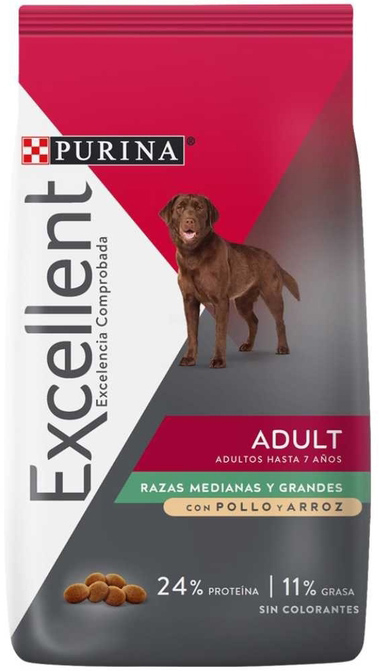 PURINA®
Excellent
Excelencia Comprobada
ADULT
ADULTOS HASTA 7 AÑOS
RAZAS MEDIANAS Y GRANDES
CON POLLO Y ARROZ
24% PROTEÍNA | 11% GRASA
SIN COLORANTES